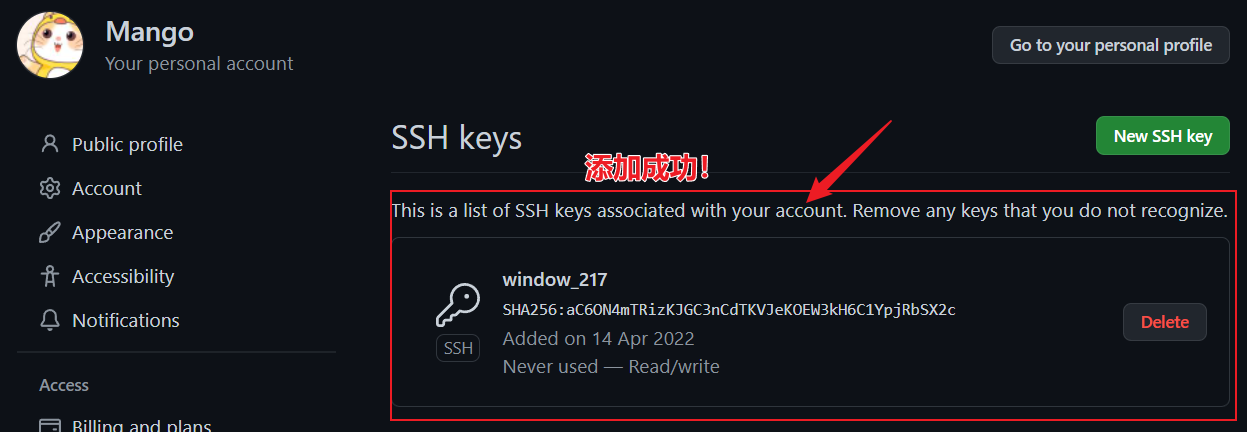 Mango
Your personal account
Go to your personal profile
Public profile
Account
Appearance
Accessibility
Notifications
Access
Billing and plans
SSH keys
New SSH key
添加成功!
This is a list of SSH keys associated with your account. Remove any keys that you do not recognize.
window_217
SHA256:aC6ON4mTRizKJGC3nCdTKVJeKOEW3kH6C1YpjRbSX2c
SSH
Added on 14 Apr 2022
Never used — Read/write
Delete